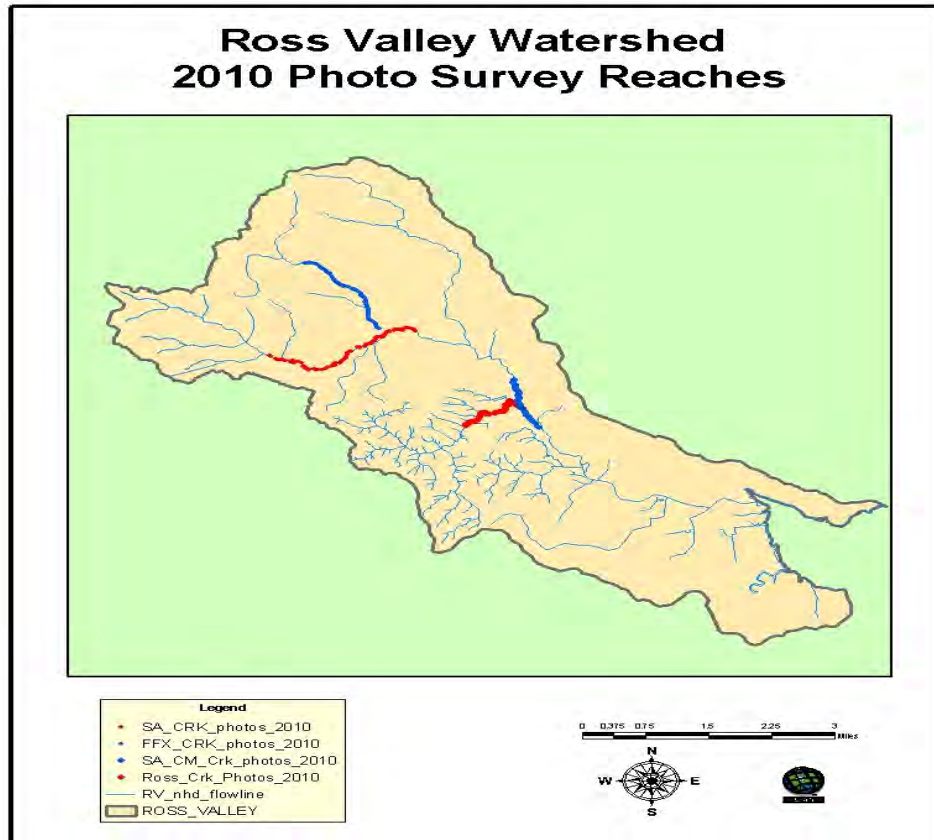 Ross Valley Watershed
2010 Photo Survey Reaches
Legend
SA_CRK_photos_2010
FFX_CRK_photos_2010
SA_CM_Crk_photos_2010
Ross_Crk_Photos_2010
RV_nhd_flowline
ROSS_VALLEY
0 0.375 0.75 1.5 2.25 3
Miles
N
W E
S